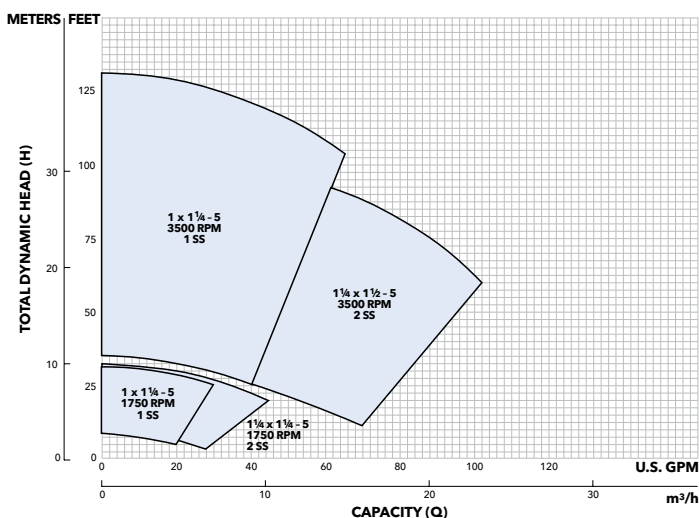 METERS FEET
125
100
75
50
25
0
30
20
10
0
TOTAL DYNAMIC HEAD (H)
1 x 1¼ - 5
3500 RPM
1 SS
1¼ x 1½ - 5
3500 RPM
2 SS
1 x 1¼ - 5
1750 RPM
1 SS
1¼ x 1¼ - 5
1750 RPM
2 SS
0 20 40 60 80 100 120 U.S. GPM
0 10 20 30 m³/h
CAPACITY (Q)